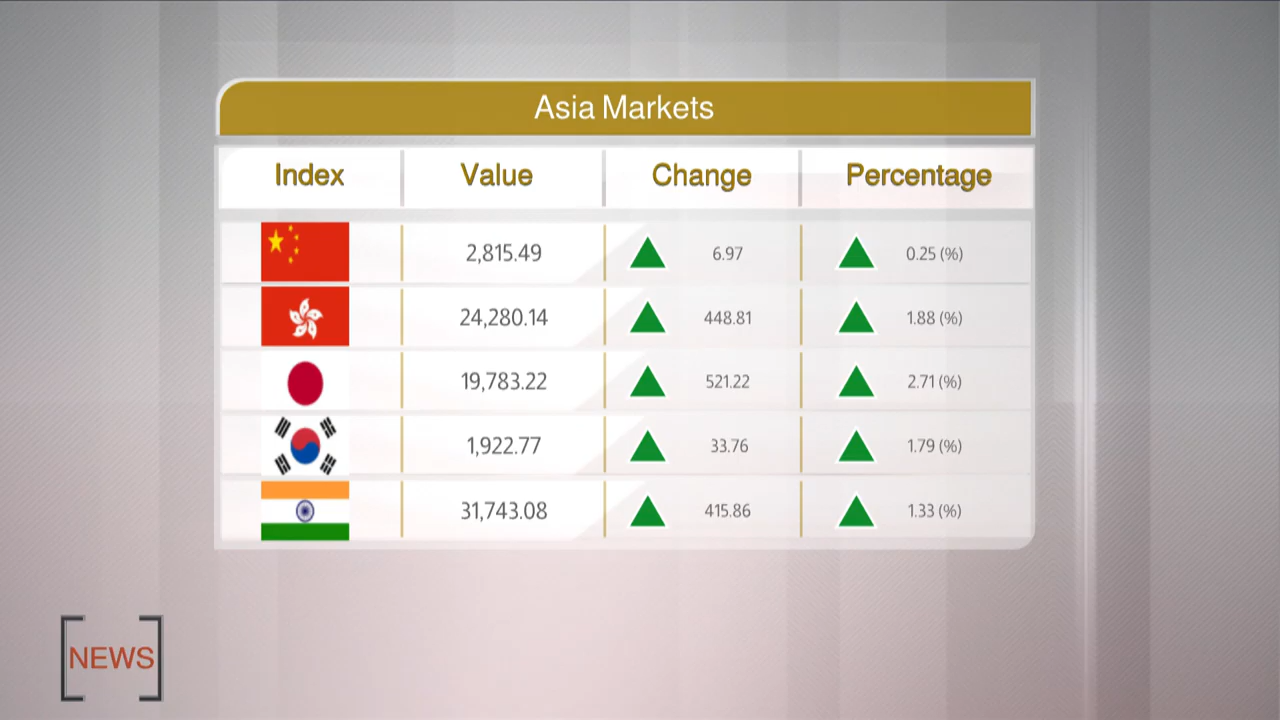 Asia Markets
Index Value Change Percentage
2,815.49 6.97 0.25 (%)
24,280.14 448.81 1.88 (%)
19,783.22 521.22 2.71 (%)
1,922.77 33.76 1.79 (%)
31,743.08 415.86 1.33 (%)
NEWS